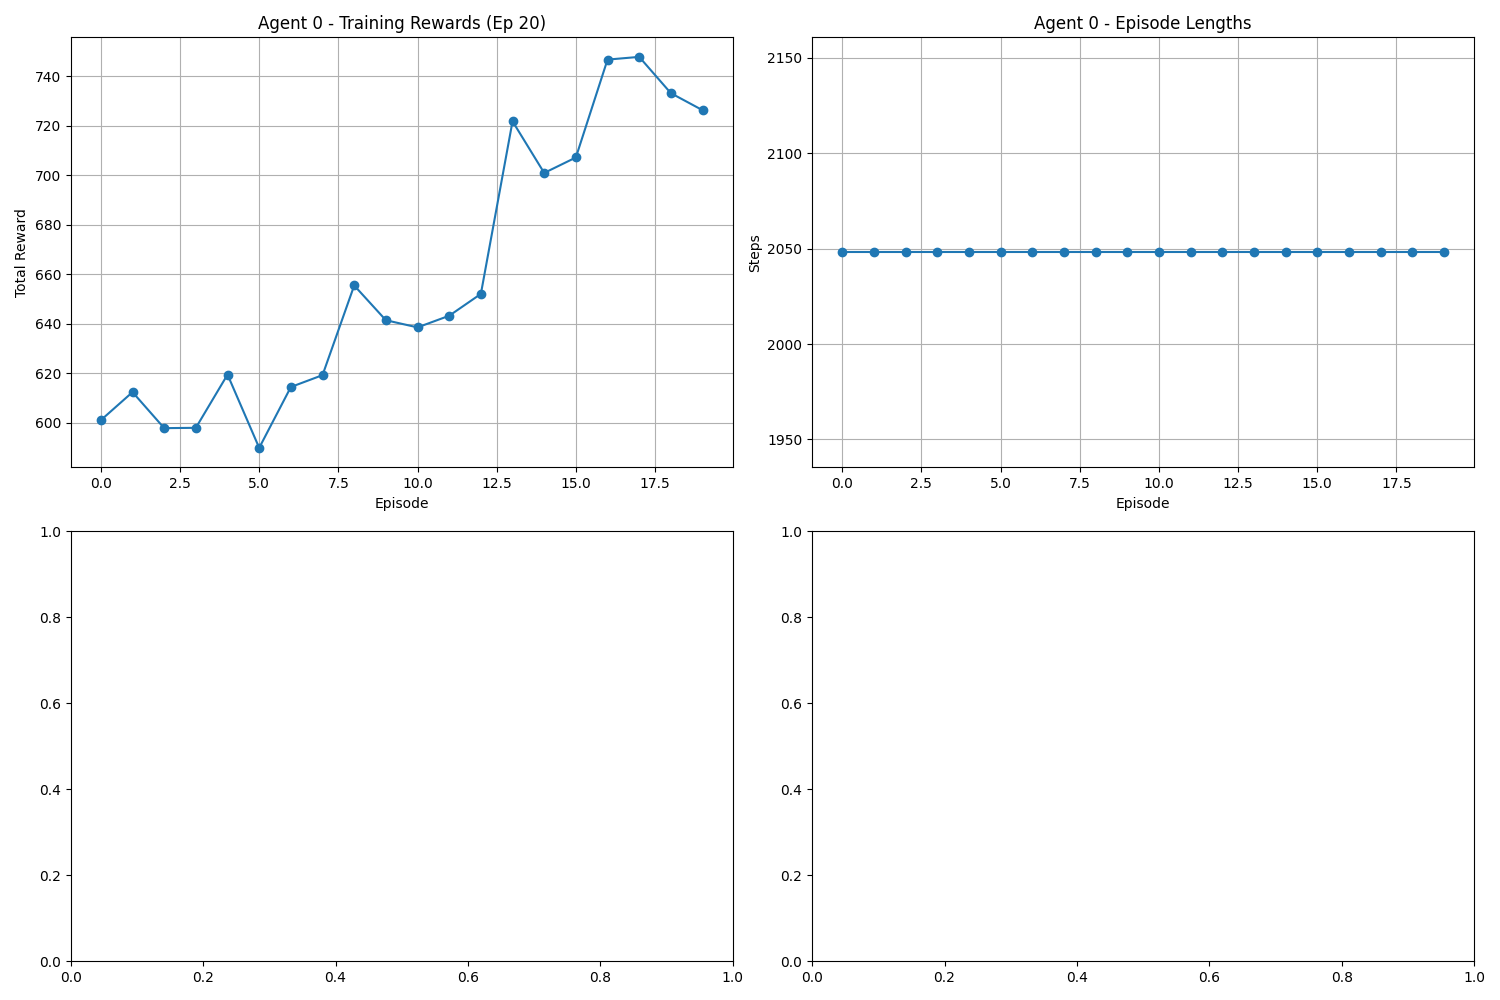 Agent 0 - Training Rewards (Ep 20)
Total Reward
740
720
700
680
660
640
620
600
0.0 2.5 5.0 7.5 10.0 12.5 15.0 17.5
Episode
Agent 0 - Episode Lengths
Steps
2150
2100
2050
2000
1950
0.0 2.5 5.0 7.5 10.0 12.5 15.0 17.5
Episode
1.0
0.8
0.6
0.4
0.2
0.0
0.0 0.2 0.4 0.6 0.8 1.0
1.0
0.8
0.6
0.4
0.2
0.0
0.0 0.2 0.4 0.6 0.8 1.0